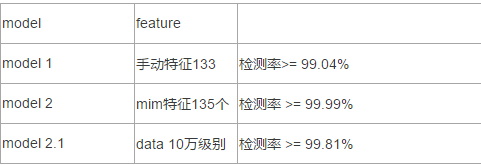 model feature
model 1 手动特征133 检测率>= 99.04%
model 2 mim特征135个 检测率 >= 99.99%
model 2.1 data 10万级别 检测率 >= 99.81%